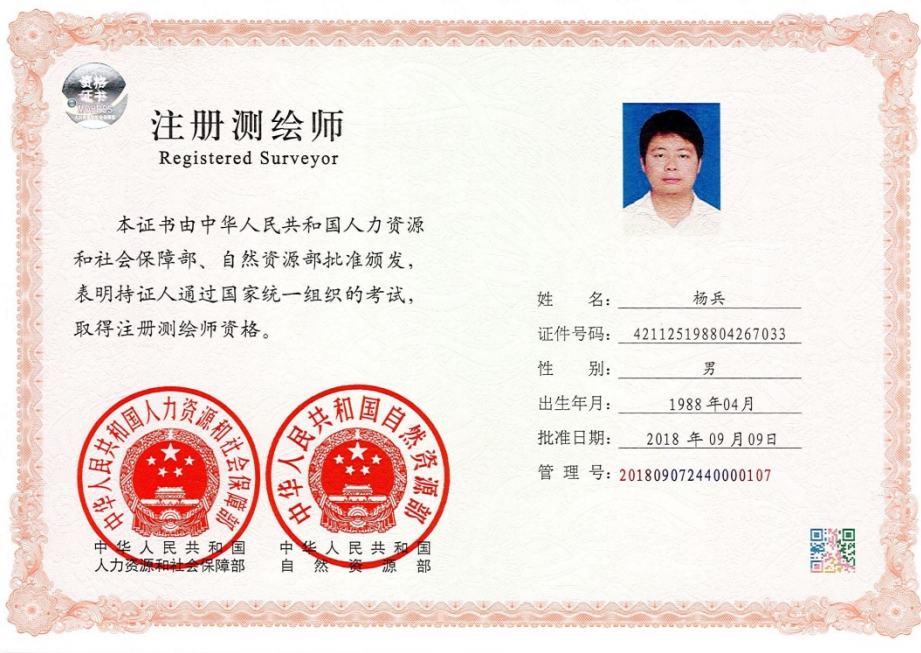 资格
证书
注册测绘师
Registered Surveyor
本证书由中华人民共和国人力资源
和社会保障部、自然资源部批准颁发，
表明持证人通过国家统一组织的考试，
取得注册测绘师资格。
中华人民共和国人力资源和社会保障部
中华人民共和国自然资源部
中华人民共和国
人力资源和社会保障部
中华人民共和国
自然资源部
姓名：杨兵
证件号码：421125198804267033
性别：男
出生年月：1988年04月
批准日期：2018年09月09日
管理号：201809072440000107